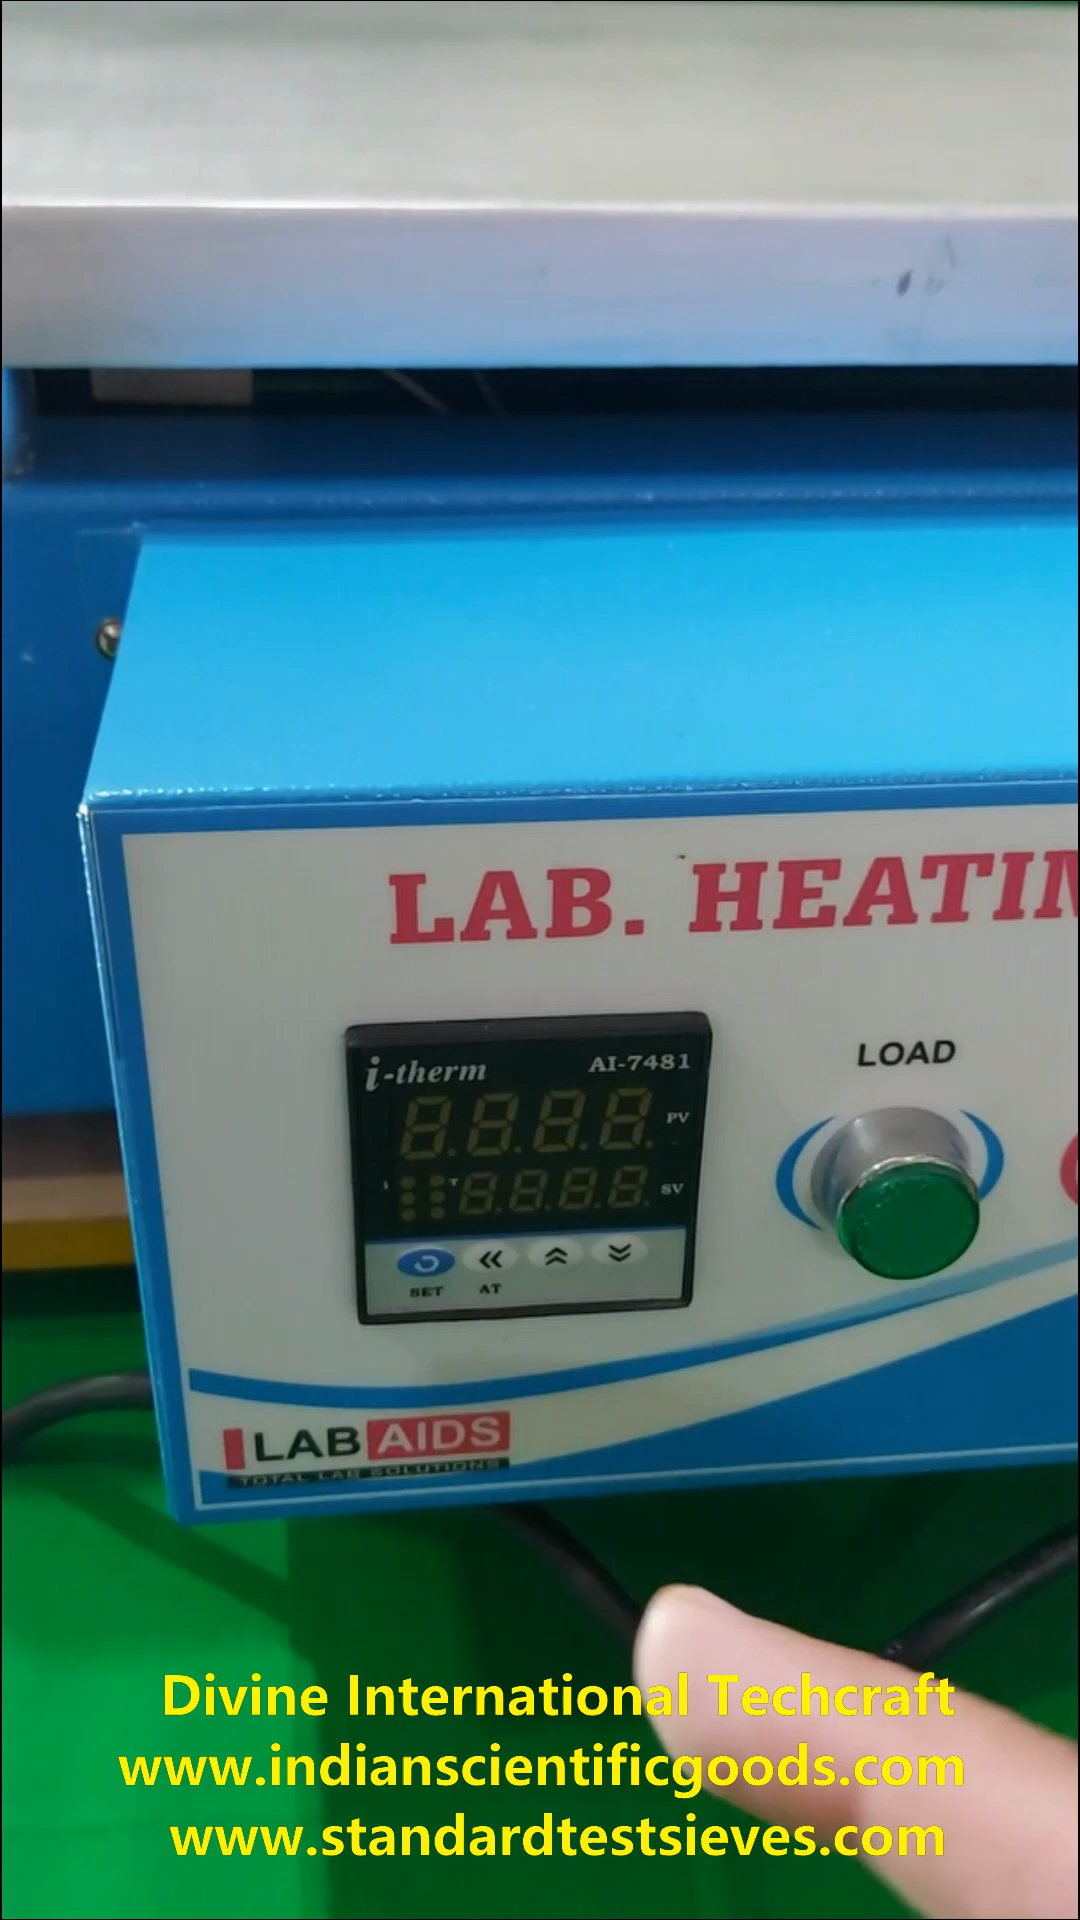 LAB. HEATIN
i-therm AI-7481
8.8.8.8. PV
1 T 8.8.8.8. SV
SET AT
LOAD
LAB AIDS
TOTAL LAB SOLUTIONS
Divine International Techcraft
www.indianscientificgoods.com
www.standardtestsieves.com